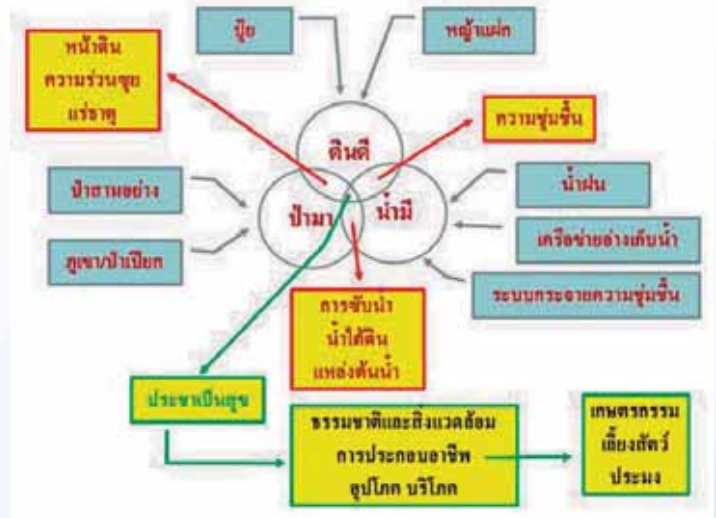 ปุ๋ย
หญ้าแฝก
หน้าดิน
ความร่วนซุย
แร่ธาตุ
ความชุ่มชื้น
ดินดี
ป่าสามอย่าง
น้ำฝน
ป่ามา
น้ำมี
เครือข่ายอ่างเก็บน้ำ
ภูเขา/ป่าเปียก
ระบบกระจายความชุ่มชื้น
การซับน้ำ
น้ำใต้ดิน
แหล่งต้นน้ำ
ประชาเป็นสุข
ธรรมชาติและสิ่งแวดล้อม
การประกอบอาชีพ
อุปโภค บริโภค
เกษตรกรรม
เลี้ยงสัตว์
ประมง